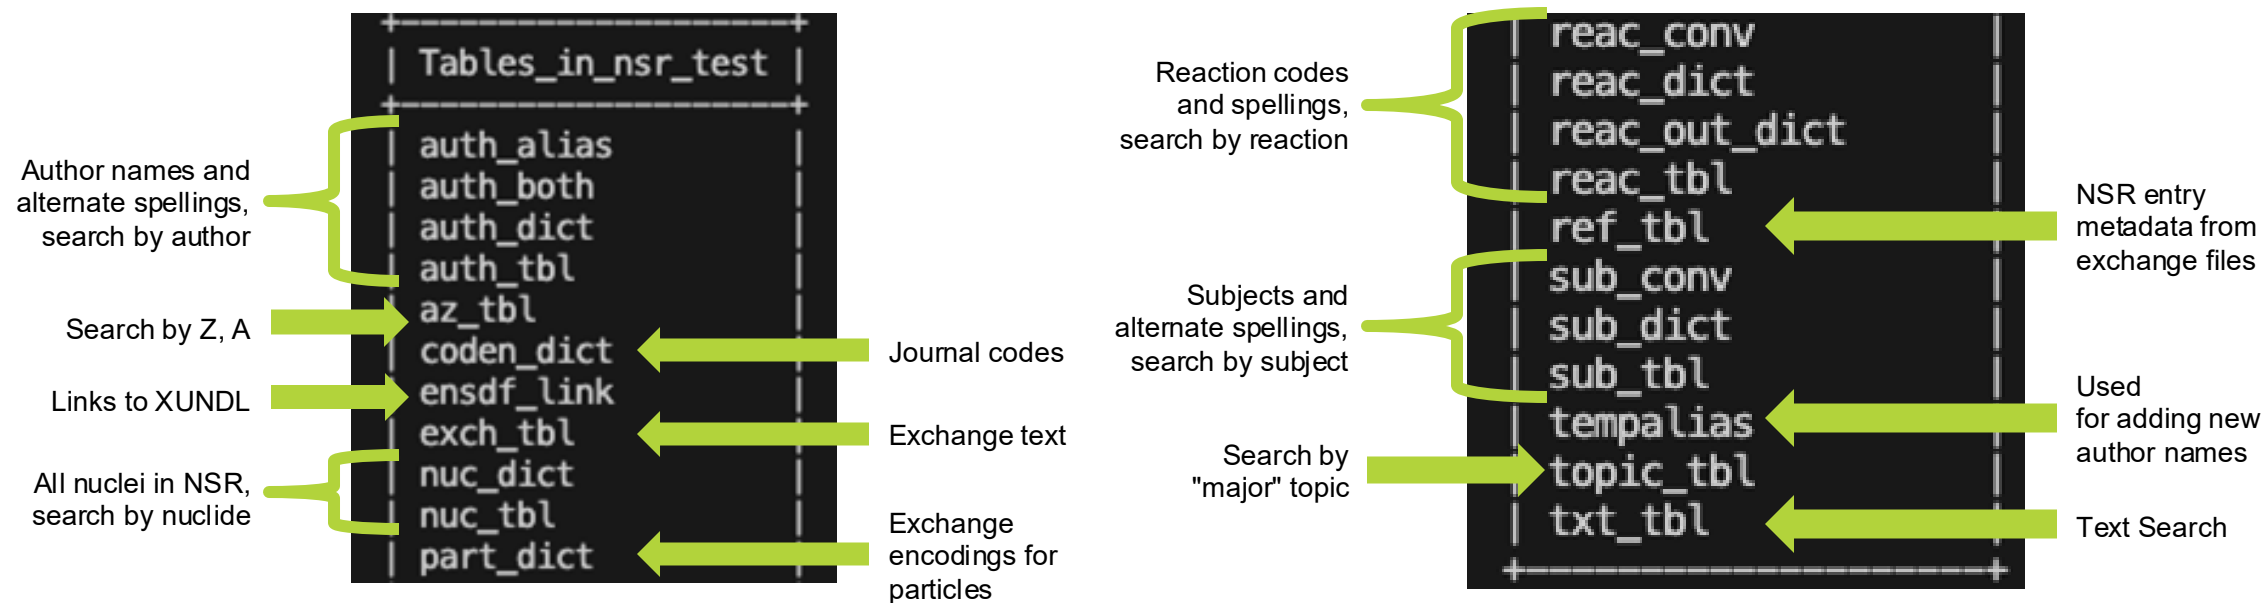 Tables_in_nsr_test
auth_alias
auth_both
auth_dict
auth_tbl
az_tbl
coden_dict
ensdf_link
exch_tbl
nuc_dict
nuc_tbl
part_dict
Author names and
alternate spellings,
search by author
Search by Z, A
Links to XUNDL
All nuclei in NSR,
search by nuclide
Journal codes
Exchange text
Exchange
encodings for
particles
reac_conv
reac_dict
reac_out_dict
reac_tbl
ref_tbl
sub_conv
sub_dict
sub_tbl
tempalias
topic_tbl
txt_tbl
Reaction codes
and spellings,
search by reaction
Subjects and
alternate spellings,
search by subject
Search by
"major" topic
NSR entry
metadata from
exchange files
Used
for adding new
author names
Text Search